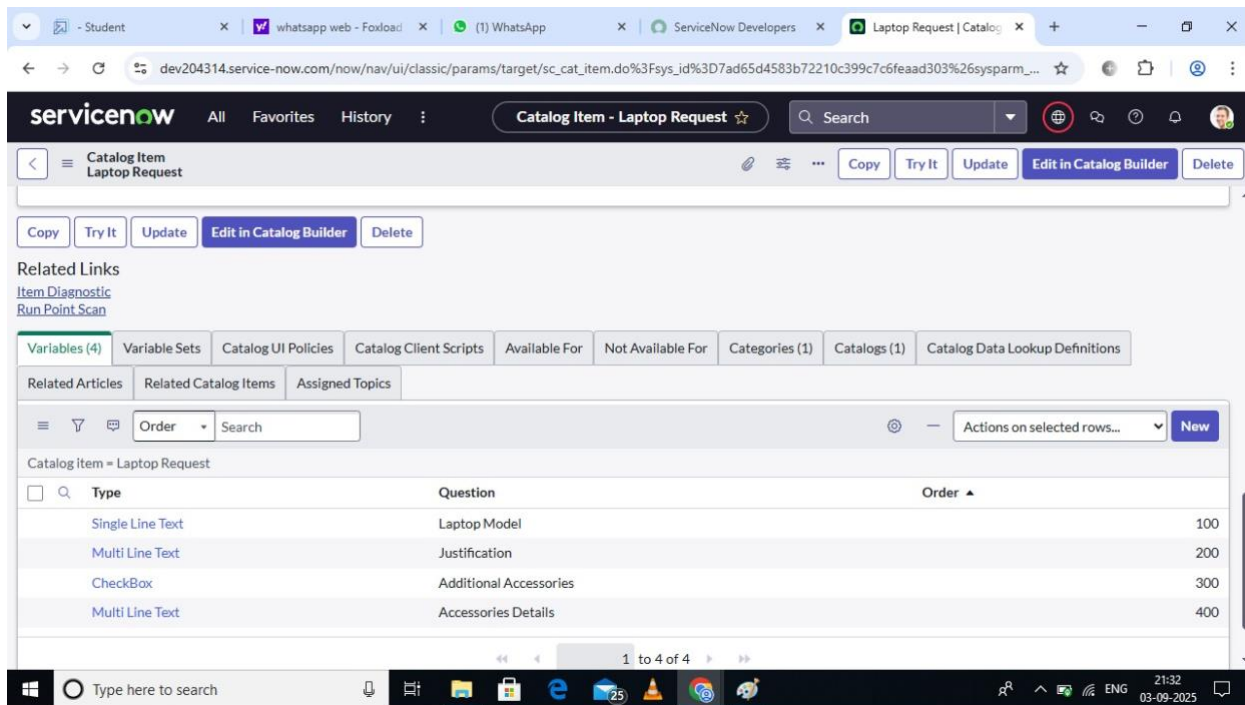 - Student
whatsapp web - Foxload
(1) WhatsApp
ServiceNow Developers
Laptop Request | Catalog
dev204314.service-now.com/now/nav/ui/classic/params/target/sc_cat_item.do%3Fsys_id%3D7ad65d4583b72210c399c7c6feaad303%26sysparm_...
servicenow All Favorites History Catalog Item - Laptop Request Search
Catalog Item
Laptop Request
Copy Try It Update Edit in Catalog Builder Delete
Copy Try It Update Edit in Catalog Builder Delete
Related Links
Item Diagnostic
Run Point Scan
Variables (4) Variable Sets Catalog UI Policies Catalog Client Scripts Available For Not Available For Categories (1) Catalogs (1) Catalog Data Lookup Definitions
Related Articles Related Catalog Items Assigned Topics
Order Search Actions on selected rows... New
Catalog item = Laptop Request
Type Question Order
Single Line Text Laptop Model 100
Multi Line Text Justification 200
CheckBox Additional Accessories 300
Multi Line Text Accessories Details 400
1 to 4 of 4
Type here to search 25 ENG 21:32
03-09-2025